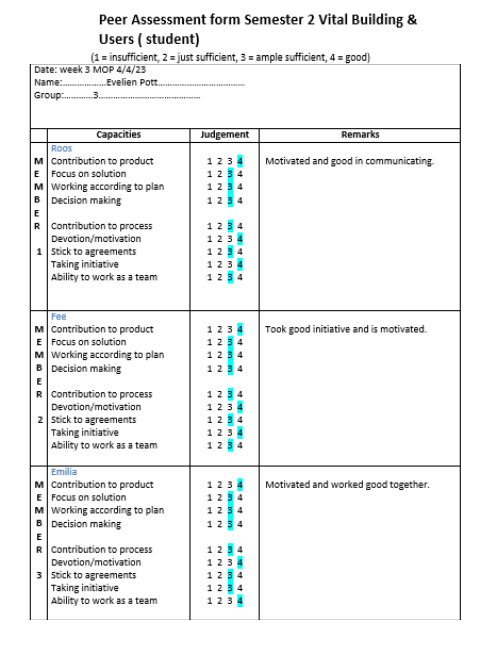 Peer Assessment form Semester 2 Vital Building &
Users ( student)
(1 = insufficient, 2 = just sufficient, 3 = ample sufficient, 4 = good)
Date: week 3 MOP 4/4/23
Name:..................Evelien Pott....................................
Group:............3..........................................
Capacities Judgement Remarks
MEMBER 1
Roos
Contribution to product 1 2 3 4 Motivated and good in communicating.
Focus on solution 1 2 3 4
Working according to plan 1 2 3 4
Decision making 1 2 3 4
Contribution to process 1 2 3 4
Devotion/motivation 1 2 3 4
Stick to agreements 1 2 3 4
Taking initiative 1 2 3 4
Ability to work as a team 1 2 3 4
MEMBER 2
Fee
Contribution to product 1 2 3 4 Took good initiative and is motivated.
Focus on solution 1 2 3 4
Working according to plan 1 2 3 4
Decision making 1 2 3 4
Contribution to process 1 2 3 4
Devotion/motivation 1 2 3 4
Stick to agreements 1 2 3 4
Taking initiative 1 2 3 4
Ability to work as a team 1 2 3 4
MEMBER 3
Emilia
Contribution to product 1 2 3 4 Motivated and worked good together.
Focus on solution 1 2 3 4
Working according to plan 1 2 3 4
Decision making 1 2 3 4
Contribution to process 1 2 3 4
Devotion/motivation 1 2 3 4
Stick to agreements 1 2 3 4
Taking initiative 1 2 3 4
Ability to work as a team 1 2 3 4